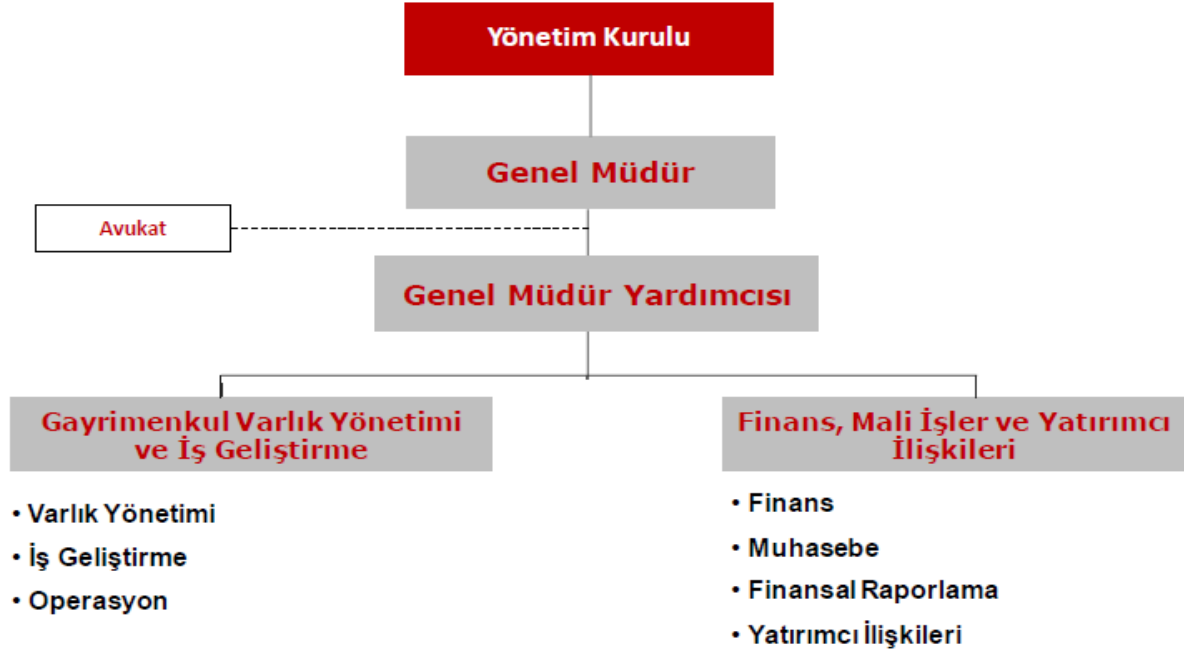 Yönetim Kurulu
Genel Müdür
Avukat
Genel Müdür Yardımcısı
Gayrimenkul Varlık Yönetimi
ve İş Geliştirme
• Varlık Yönetimi
• İş Geliştirme
• Operasyon
Finans, Mali İşler ve Yatırımcı
İlişkileri
• Finans
• Muhasebe
• Finansal Raporlama
• Yatırımcı İlişkileri